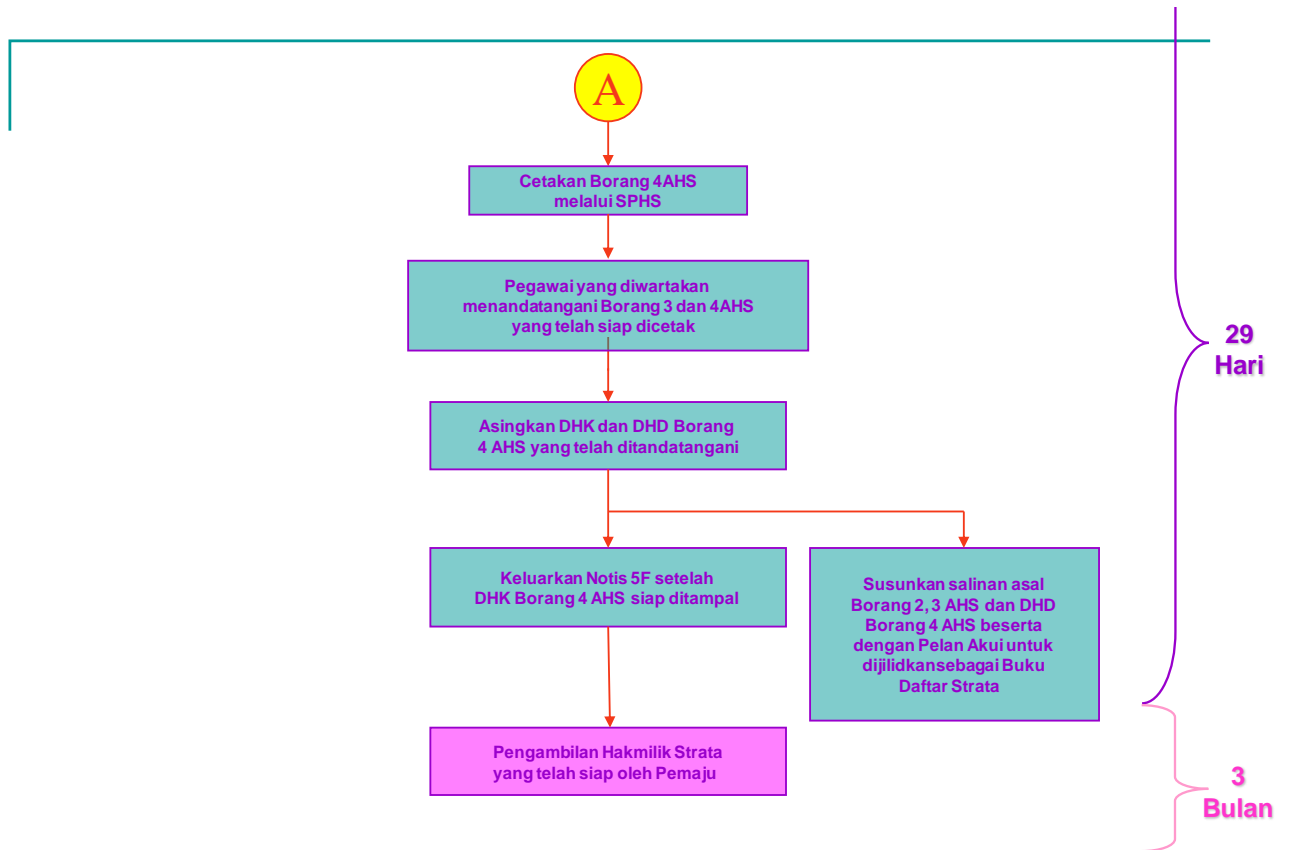 A
Cetakan Borang 4AHS
melalui SPHS
Pegawai yang diwartakan
menandatangani Borang 3 dan 4AHS
yang telah siap dicetak
29
Hari
Asingkan DHK dan DHD Borang
4 AHS yang telah ditandatangani
Keluarkan Notis 5F setelah
DHK Borang 4 AHS siap ditampal
Susunkan salinan asal
Borang 2, 3 AHS dan DHD
Borang 4 AHS beserta
dengan Pelan Akui untuk
dijilidkansebagai Buku
Daftar Strata
Pengambilan Hakmilik Strata
yang telah siap oleh Pemaju
3
Bulan